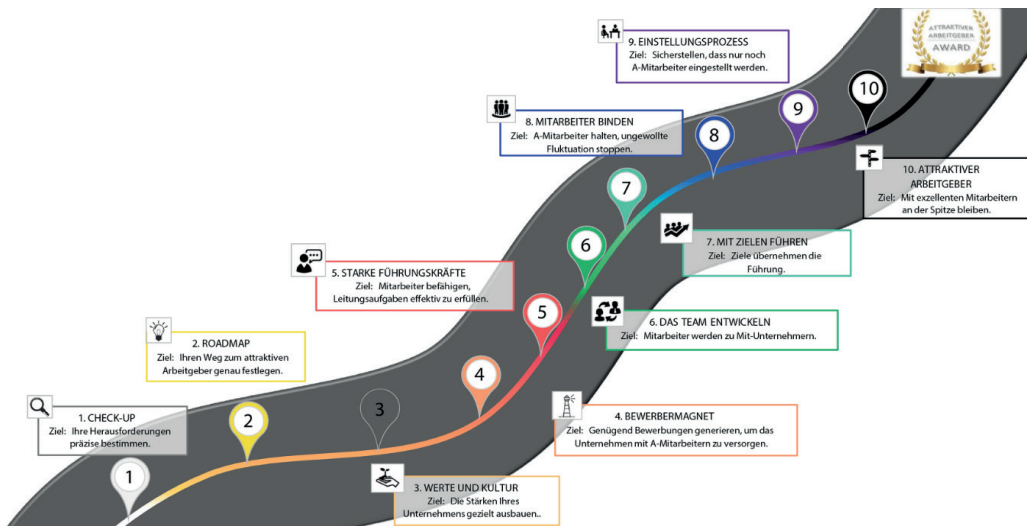 1. CHECK-UP
Ziel: Ihre Herausforderungen
präzise bestimmen.
2. ROADMAP
Ziel: Ihren Weg zum attraktiven
Arbeitgeber genau festlegen.
3. WERTE UND KULTUR
Ziel: Die Stärken Ihres
Unternehmens gezielt ausbauen..
4. BEWERBERMAGNET
Ziel: Genügend Bewerbungen generieren, um das
Unternehmen mit A-Mitarbeitern zu versorgen.
5. STARKE FÜHRUNGSKRÄFTE
Ziel: Mitarbeiter befähigen,
Leitungsaufgaben effektiv zu erfüllen.
6. DAS TEAM ENTWICKELN
Ziel: Mitarbeiter werden zu Mit-Unternehmern.
7. MIT ZIELEN FÜHREN
Ziel: Ziele übernehmen die
Führung.
8. MITARBEITER BINDEN
Ziel: A-Mitarbeiter halten, ungewollte
Fluktuation stoppen.
9. EINSTELLUNGSPROZESS
Ziel: Sicherstellen, dass nur noch
A-Mitarbeiter eingestellt werden.
10. ATTRAKTIVER
ARBEITGEBER
Ziel: Mit exzellenten Mitarbeitern
an der Spitze bleiben.
ATTRAKTIVER
ARBEITGEBER
AWARD
1
2
3
4
5
6
7
8
9
10